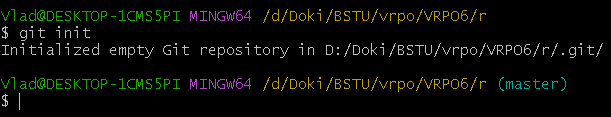 Vlad@DESKTOP-1CMS5PI MINGW64 /d/Doki/BSTU/vrpo/VRPO6/r
$ git init
Initialized empty Git repository in D:/Doki/BSTU/vrpo/VRPO6/r/.git/
Vlad@DESKTOP-1CMS5PI MINGW64 /d/Doki/BSTU/vrpo/VRPO6/r (master)
$